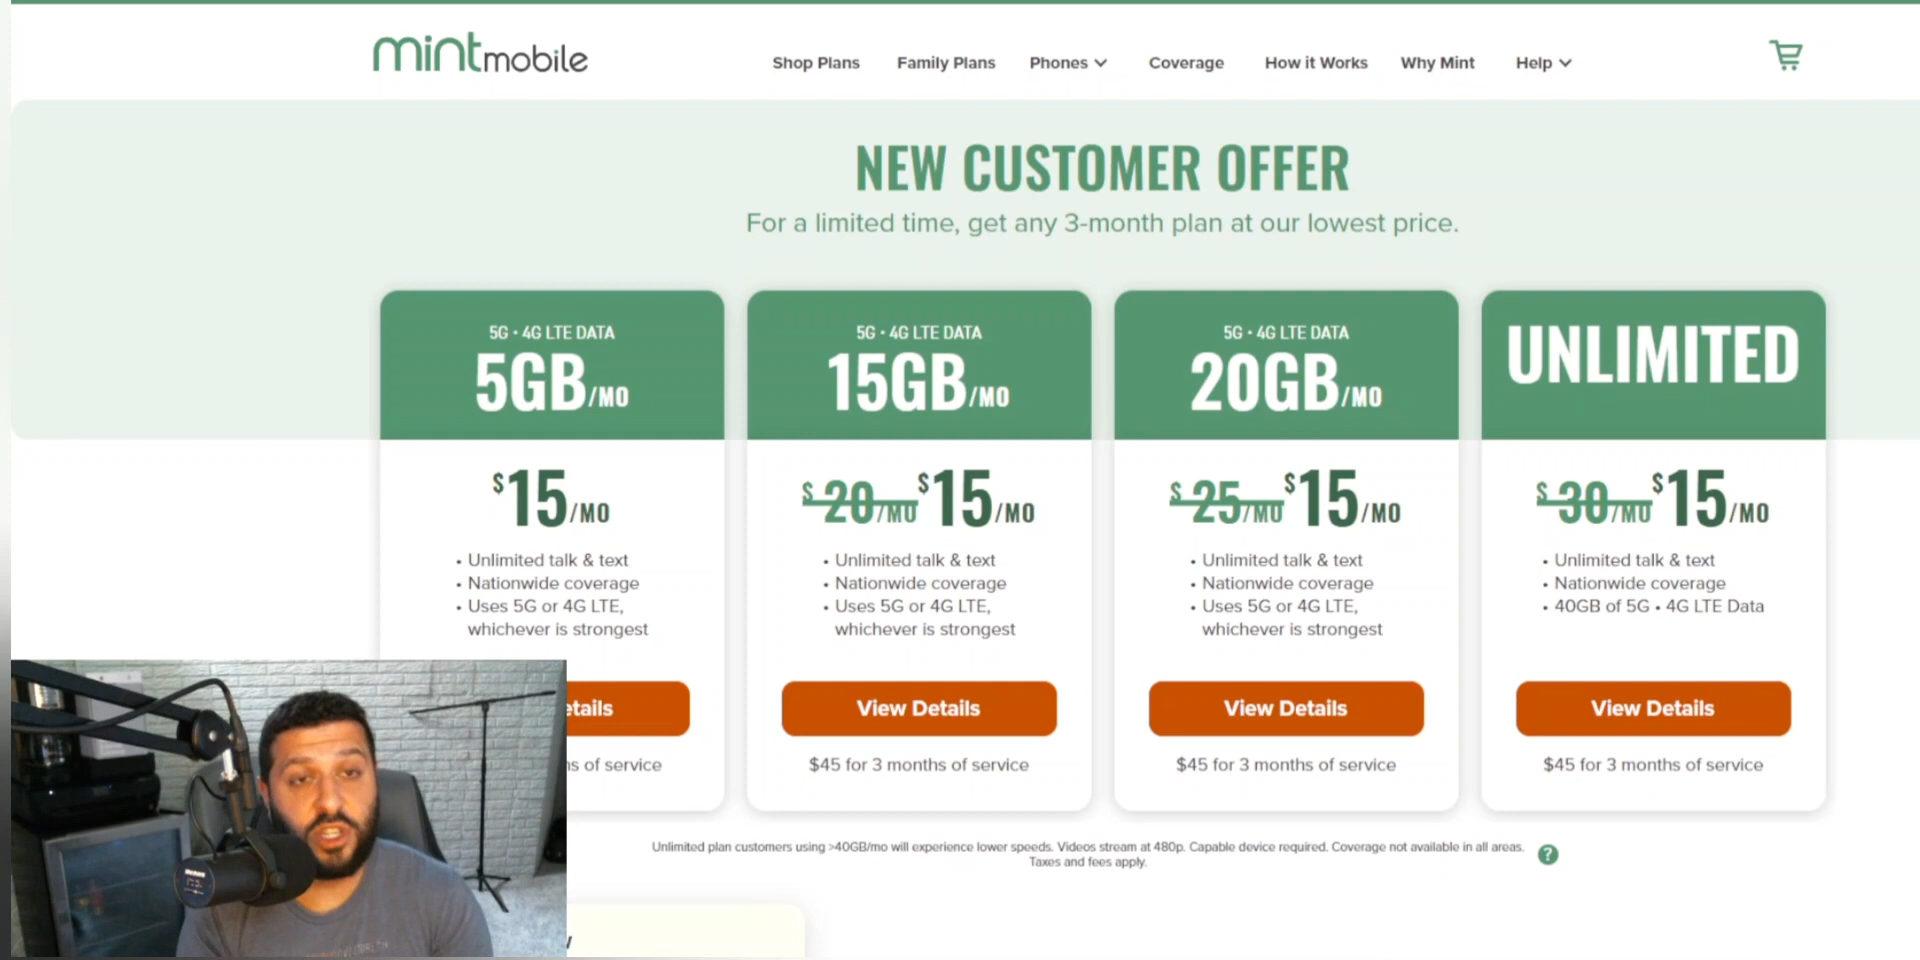 mintmobile
Shop Plans Family Plans Phones Coverage How it Works Why Mint Help
NEW CUSTOMER OFFER
For a limited time, get any 3-month plan at our lowest price.
5G • 4G LTE DATA
5GB/MO
$15/MO
• Unlimited talk & text
• Nationwide coverage
• Uses 5G or 4G LTE,
whichever is strongest
etails
ns of service
5G • 4G LTE DATA
15GB/MO
$20/MO $15/MO
• Unlimited talk & text
• Nationwide coverage
• Uses 5G or 4G LTE,
whichever is strongest
View Details
$45 for 3 months of service
5G • 4G LTE DATA
20GB/MO
$25/MO $15/MO
• Unlimited talk & text
• Nationwide coverage
• Uses 5G or 4G LTE,
whichever is strongest
View Details
$45 for 3 months of service
UNLIMITED
$30/MO $15/MO
• Unlimited talk & text
• Nationwide coverage
• 40GB of 5G • 4G LTE Data
View Details
$45 for 3 months of service
Unlimited plan customers using >40GB/mo will experience lower speeds. Videos stream at 480p. Capable device required. Coverage not available in all areas.
Taxes and fees apply.
?